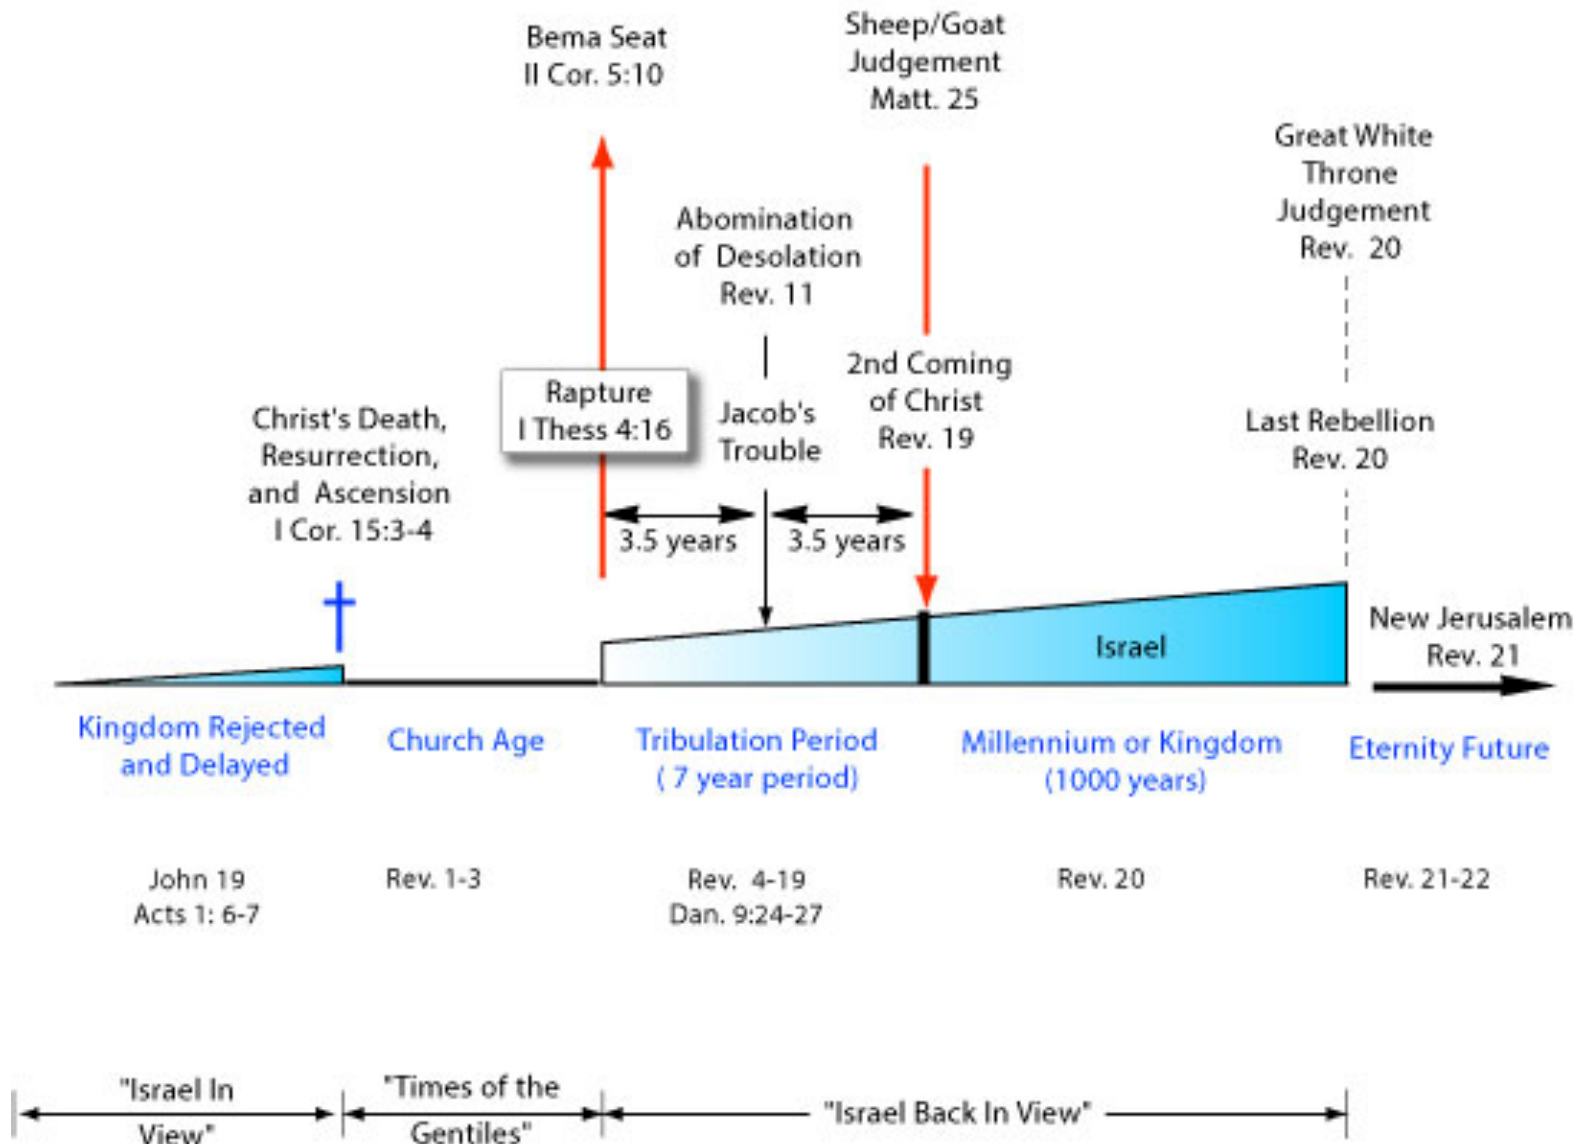 Bema Seat
II Cor. 5:10
Sheep/Goat
Judgement
Matt. 25
Great White
Throne
Judgement
Rev. 20
Abomination
of Desolation
Rev. 11
Rapture
I Thess 4:16
Jacob's
Trouble
2nd Coming
of Christ
Rev. 19
Christ's Death,
Resurrection,
and Ascension
I Cor. 15:3-4
Last Rebellion
Rev. 20
3.5 years
3.5 years
Israel
New Jerusalem
Rev. 21
Kingdom Rejected
and Delayed
Church Age
Tribulation Period
( 7 year period)
Millennium or Kingdom
(1000 years)
Eternity Future
John 19
Acts 1: 6-7
Rev. 1-3
Rev. 4-19
Dan. 9:24-27
Rev. 20
Rev. 21-22
"Israel In
View"
"Times of the
Gentiles"
"Israel Back In View"